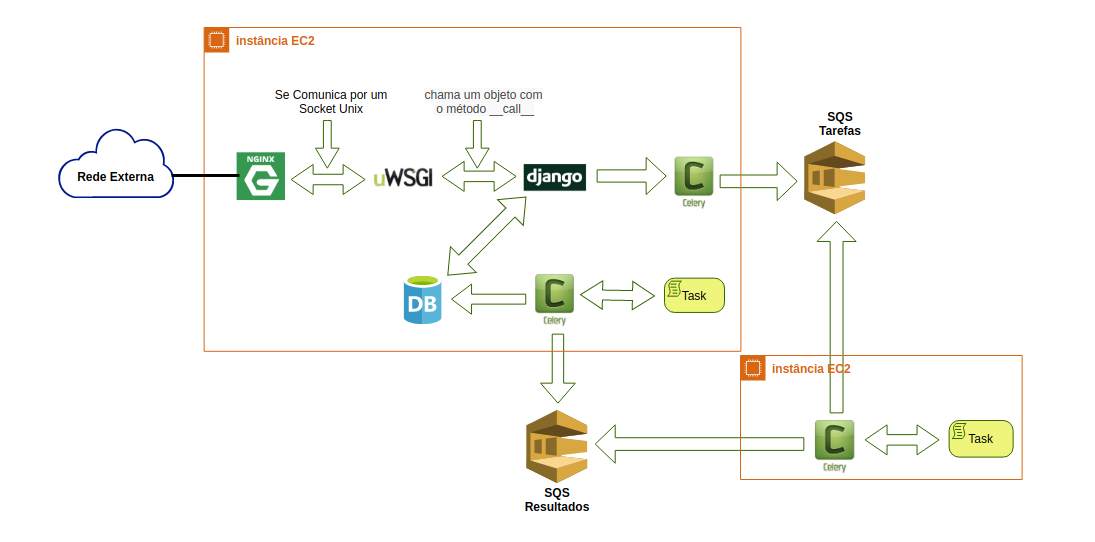 instância EC2
Se Comunica por um
Socket Unix
chama um objeto com
o método __call__
SQS
Tarefas
Rede Externa
NGINX
uWSGI
django
Celery
DB
Celery
Task
instância EC2
Celery
Task
SQS
Resultados